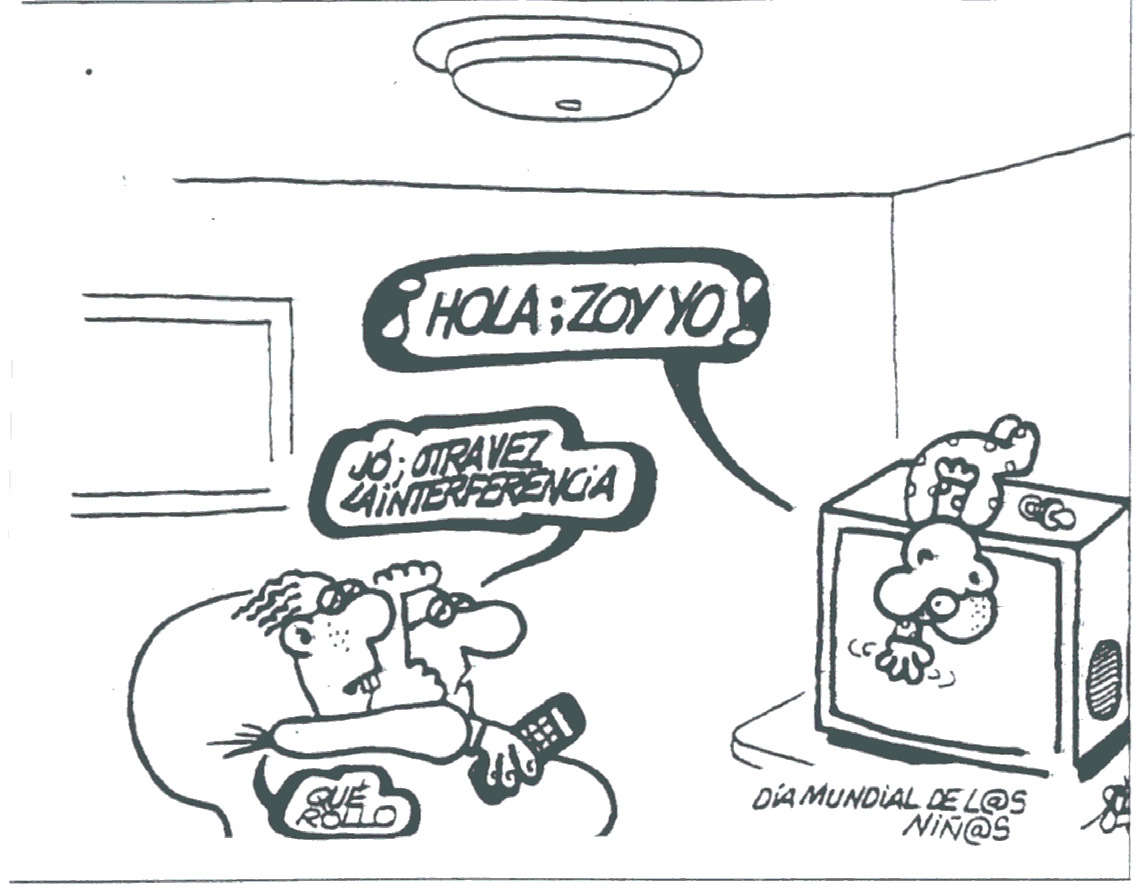 HOLA ; ZOY YO
JÓ ; OTRA VEZ
LA iNTERFERENCiA
QUÉ
ROLLO
DÍA MUNDiAL DE L@S
NiÑ@S